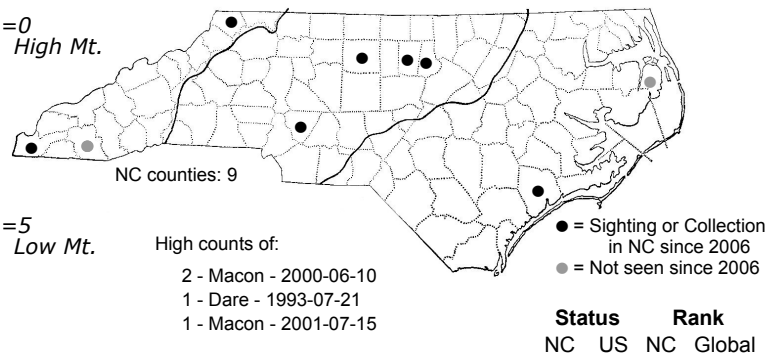 =0
High Mt.
NC counties: 9
=5
Low Mt.
High counts of:
2 - Macon - 2000-06-10
1 - Dare - 1993-07-21
1 - Macon - 2001-07-15
● = Sighting or Collection
in NC since 2006
● = Not seen since 2006
Status Rank
NC US NC Global